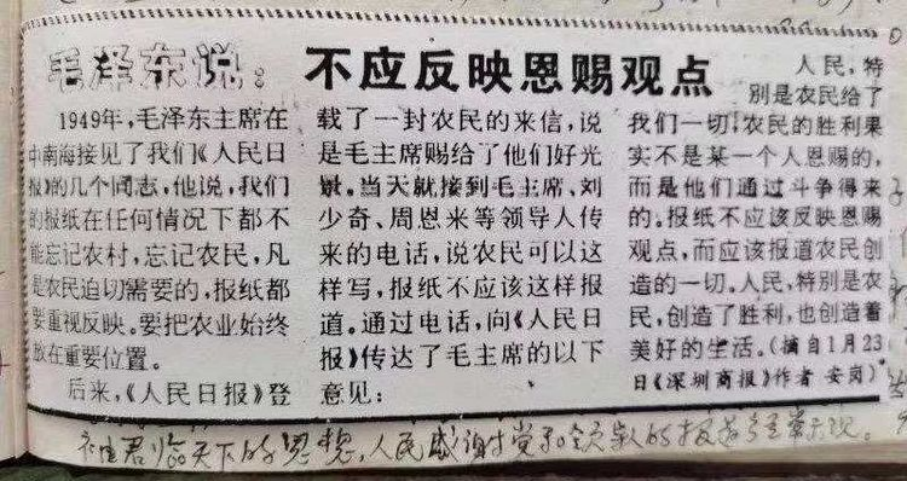 毛泽东说: 不应反映恩赐观点
1949年,毛泽东主席在
中南海接见了我们《人民日
报》的几个同志,他说,我们
的报纸在任何情况下都不
能忘记农村,忘记农民,凡
是农民迫切需要的,报纸都
要重视反映。要把农业始终
放在重要位置。
后来,《人民日报》登
载了一封农民的来信,说
是毛主席赐给了他们好光
景。当天就接到毛主席、刘
少奇、周恩来等领导人传
来的电话,说农民可以这
样写,报纸不应该这样报
道。通过电话,向《人民日
报》传达了毛主席的以下
意见:
人民,特
别是农民给了
我们一切;农民的胜利果
实不是某一个人恩赐的,
而是他们通过斗争得来
的。报纸不应该反映恩赐
观点,而应该报道农民创
造的一切。人民,特别是农
民,创造了胜利,也创造着
美好的生活。(摘自1月23
日《深圳商报》作者 安岗)
君临天下的思想,人民感谢党和的报道